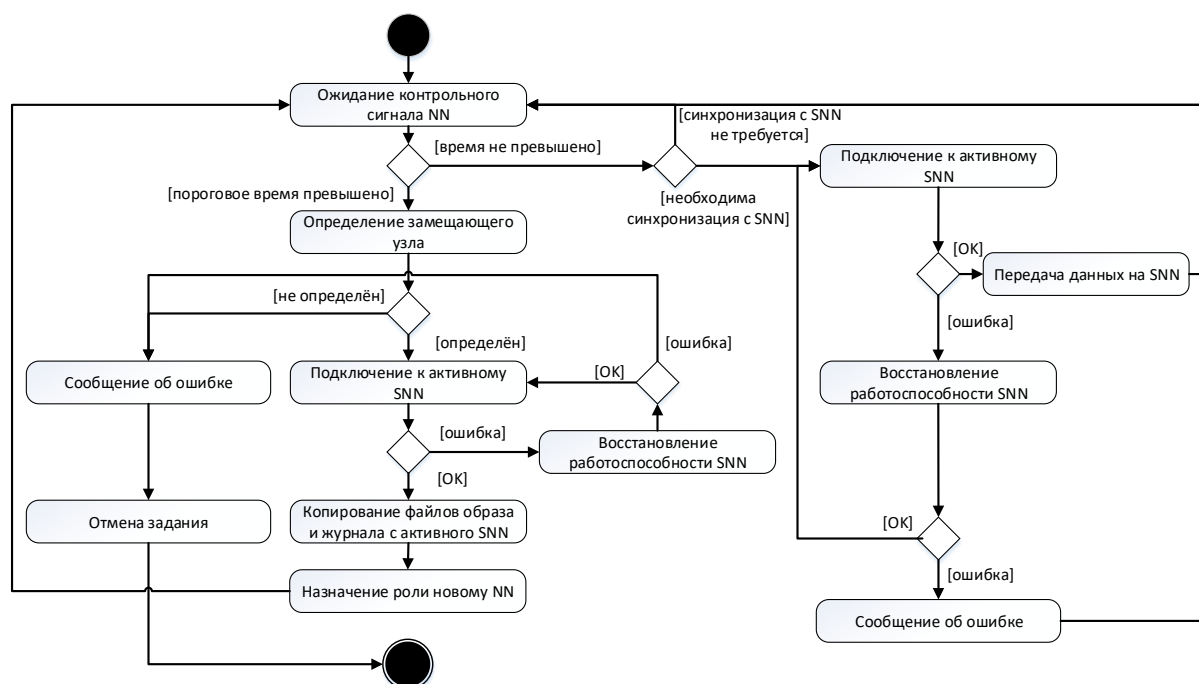 Ожидание контрольного
сигнала NN
[синхронизация с SNN
не требуется]
[время не превышено]
Подключение к активному
SNN
[пороговое время превышено]
[необходима
синхронизация с SNN]
Определение замещающего
узла
[OK]
Передача данных на SNN
[не определён]
[ошибка]
[определён]
[ошибка]
Сообщение об ошибке
Подключение к активному
SNN
[OK]
Восстановление
работоспособности SNN
[ошибка]
Восстановление
работоспособности SNN
[OK]
Отмена задания
Копирование файлов образа
и журнала с активного SNN
[OK]
[ошибка]
Назначение роли новому NN
Сообщение об ошибке